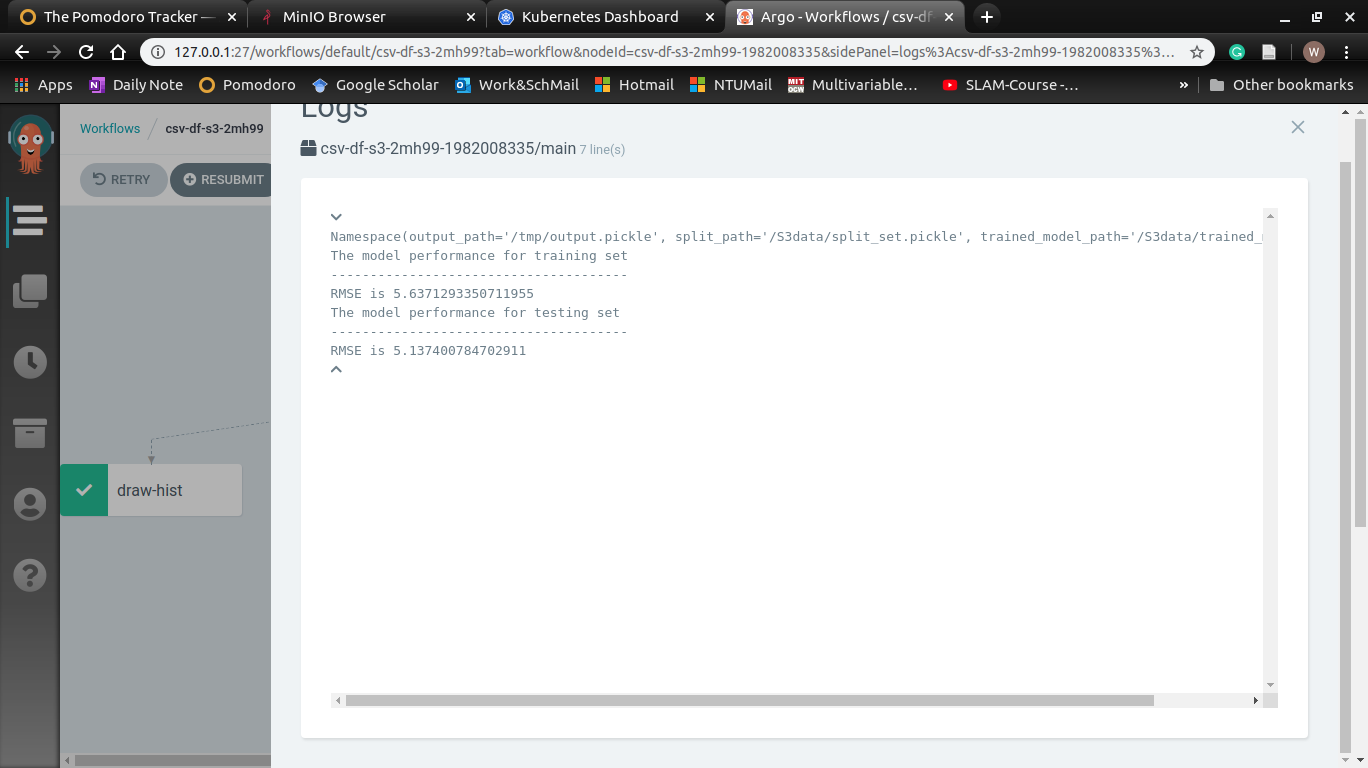 The Pomodoro Tracker —
MinIO Browser
Kubernetes Dashboard
Argo - Workflows / csv-df-
127.0.0.1:27/workflows/default/csv-df-s3-2mh99?tab=workflow&nodeId=csv-df-s3-2mh99-1982008335&sidePanel=logs%3Acsv-df-s3-2mh99-1982008335%3...
W
Apps
Daily Note
Pomodoro
Google Scholar
Work&SchMail
Hotmail
NTUMail
Multivariable...
SLAM-Course -...
»
Other bookmarks
Workflows / csv-df-s3-2mh99
RETRY
RESUBMIT
draw-hist
Logs
csv-df-s3-2mh99-1982008335/main 7 line(s)
Namespace(output_path='/tmp/output.pickle', split_path='/S3data/split_set.pickle', trained_model_path='/S3data/trained_
The model performance for training set
--------------------------------------
RMSE is 5.6371293350711955
The model performance for testing set
--------------------------------------
RMSE is 5.137400784702911